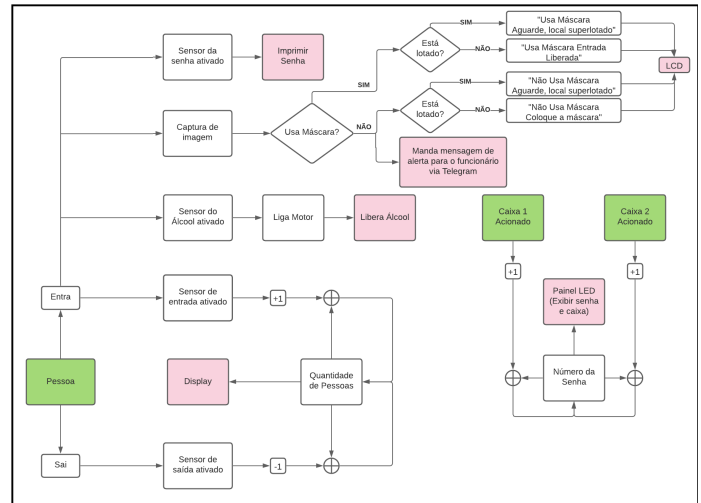 SIM
Está
lotado?
NÃO
"Usa Máscara
Aguarde, local superlotado"
"Usa Máscara Entrada
Liberada"
LCD
Sensor da
senha ativado
Imprimir
Senha
SIM
SIM
Está
lotado?
NÃO
"Não Usa Máscara
Aguarde, local superlotado"
"Não Usa Máscara
Coloque a máscara"
Captura de
imagem
Usa Máscara?
NÃO
Manda mensagem de
alerta para o funcionário
via Telegram
Sensor do
Álcool ativado
Liga Motor
Libera Álcool
Caixa 1
Acionado
Caixa 2
Acionado
+1
+1
Entra
Sensor de
entrada ativado
+1
Painel LED
(Exibir senha
e caixa)
Pessoa
Display
Quantidade
de Pessoas
Número da
Senha
Sai
Sensor de
saída ativado
-1